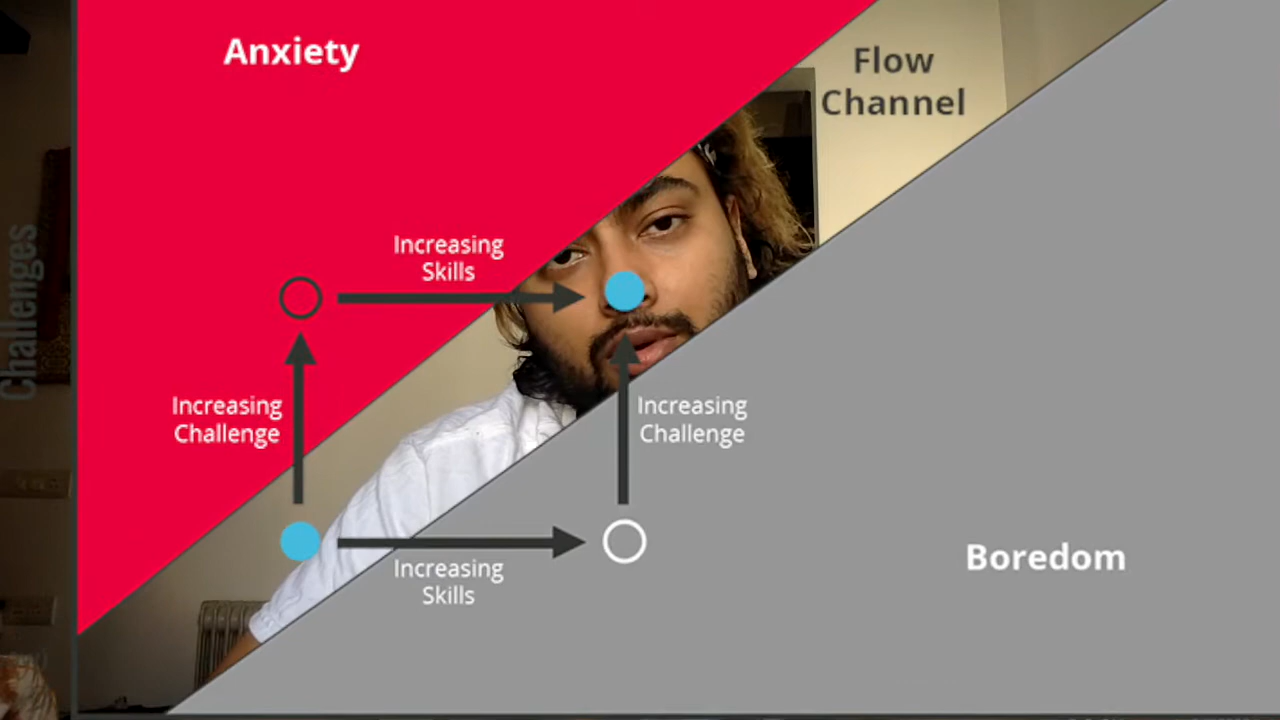 Anxiety
Flow
Channel
Increasing
Skills
Challenges
Increasing
Challenge
Increasing
Challenge
Increasing
Skills
Boredom